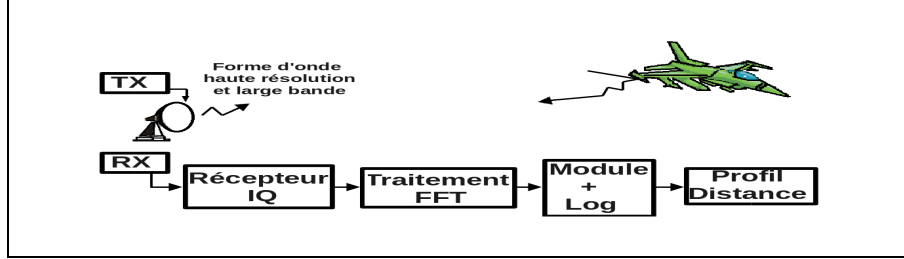 Forme d'onde
haute résolution
et large bande
TX
RX
Récepteur
IQ
Traitement
FFT
Module
+
Log
Profil
Distance